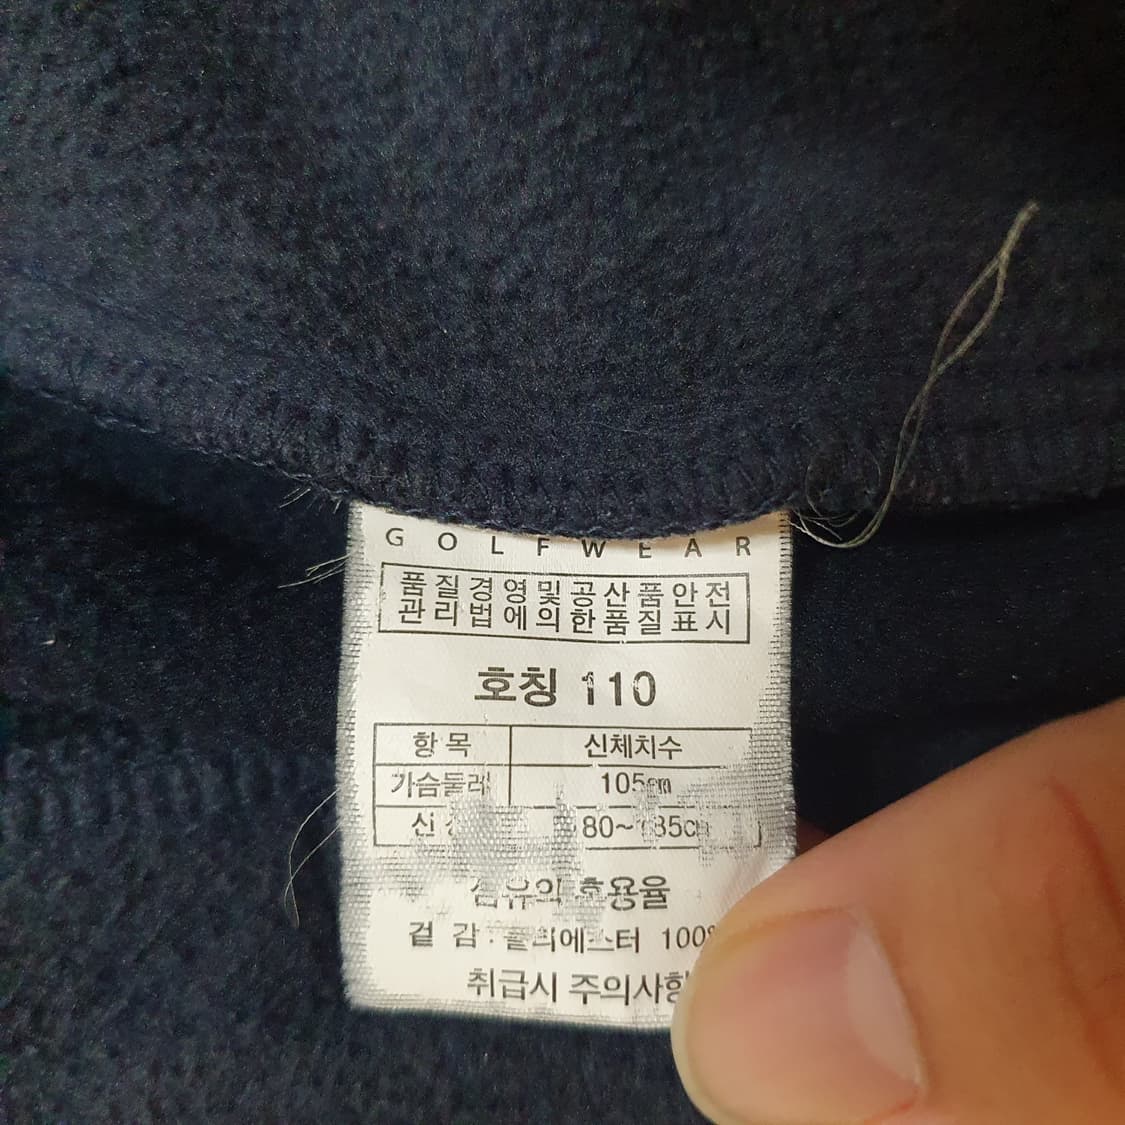 GOLFWEAR
품질경영및공산품안전
관리법에의한품질표시
호칭 110
항목 신체치수
가슴둘레 105cm
섬유의 혼용율
겉 감 : 폴리에스터 100%
취급시 주의사항